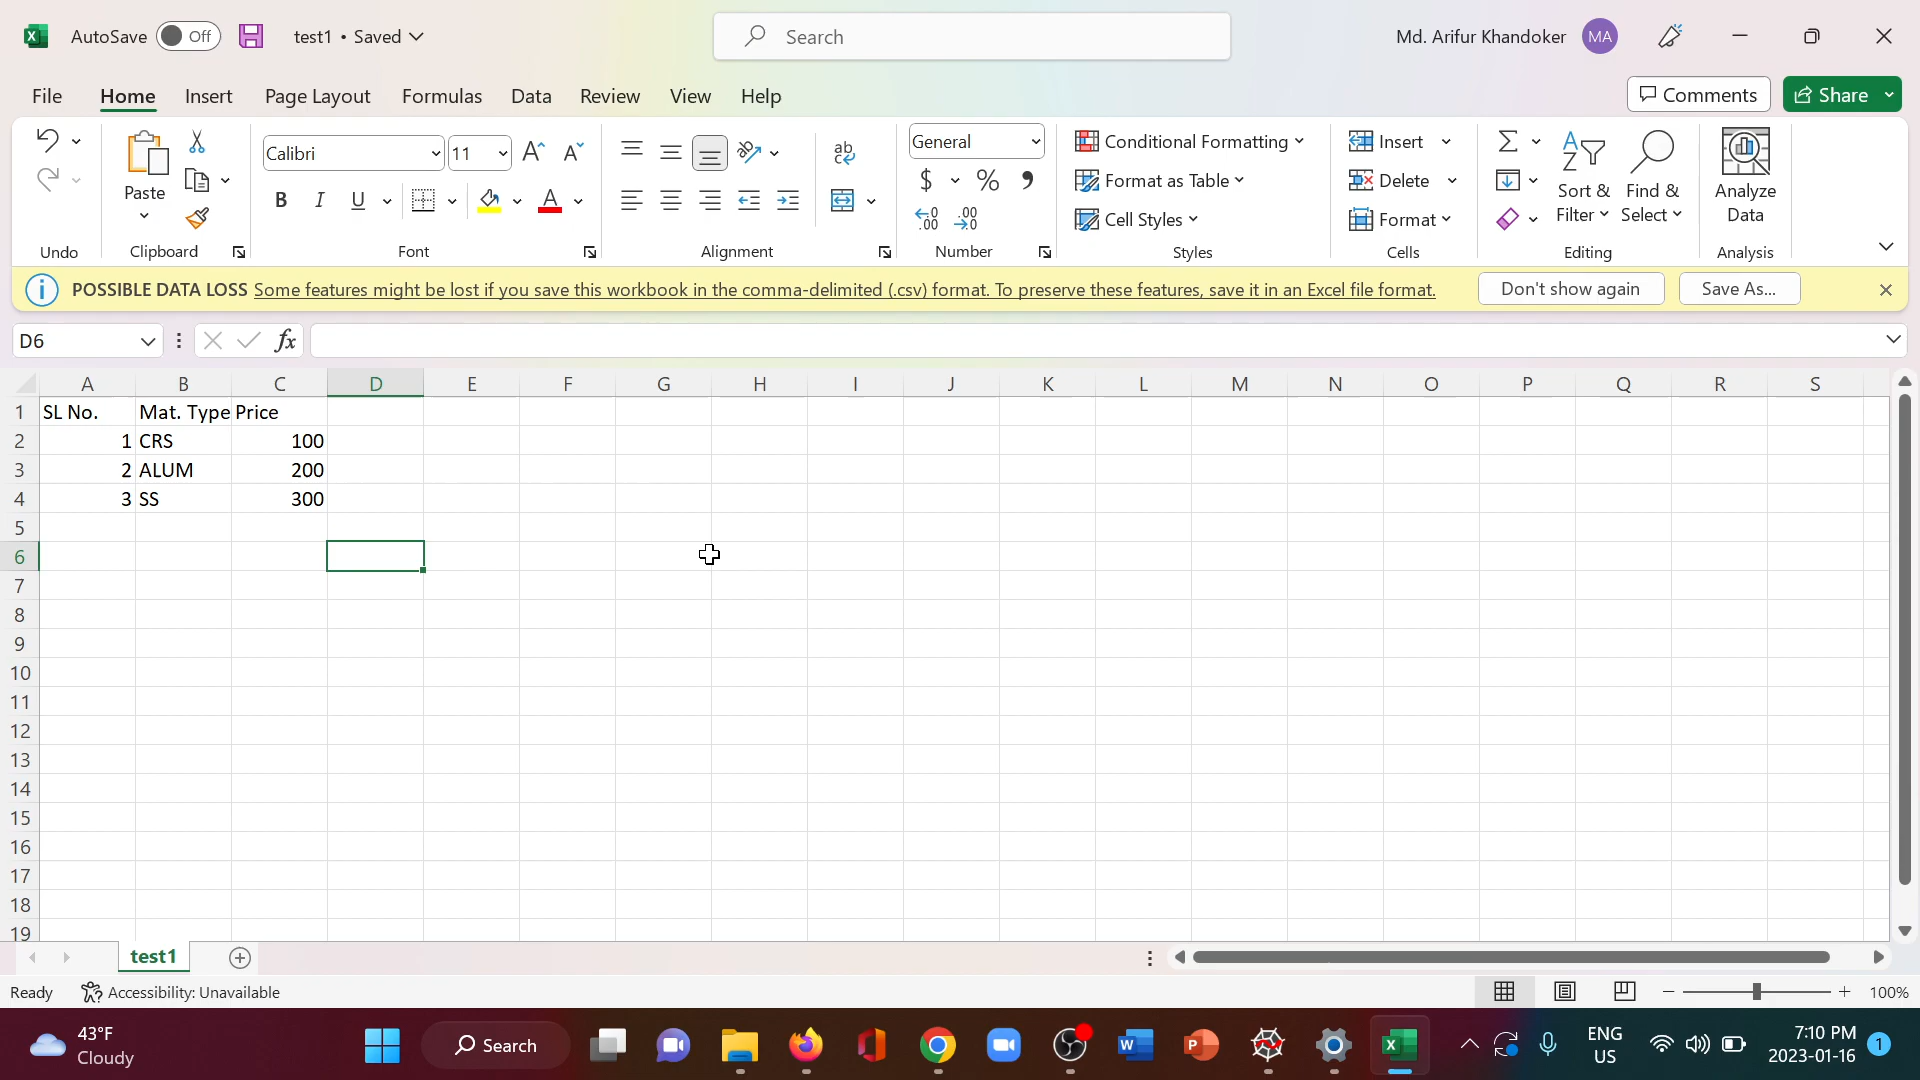 AutoSave Off test1 • Saved Search Md. Arifur Khandoker MA
File Home Insert Page Layout Formulas Data Review View Help Comments Share
Paste Calibri 11 B I U ab c General $ % , .00 .0 Conditional Formatting Format as Table Cell Styles Insert Delete Format Sort & Filter Find & Select Analyze Data
Undo Clipboard Font Alignment Number Styles Cells Editing Analysis
POSSIBLE DATA LOSS Some features might be lost if you save this workbook in the comma-delimited (.csv) format. To preserve these features, save it in an Excel file format. Don't show again Save As...
D6 fx
A B C D E F G H I J K L M N O P Q R S
1 SL No. Mat. Type Price
2 1 CRS 100
3 2 ALUM 200
4 3 SS 300
5
6
7
8
9
10
11
12
13
14
15
16
17
18
19
test1
Ready Accessibility: Unavailable 100%
43°F Cloudy Search ENG US 7:10 PM 2023-01-16 1